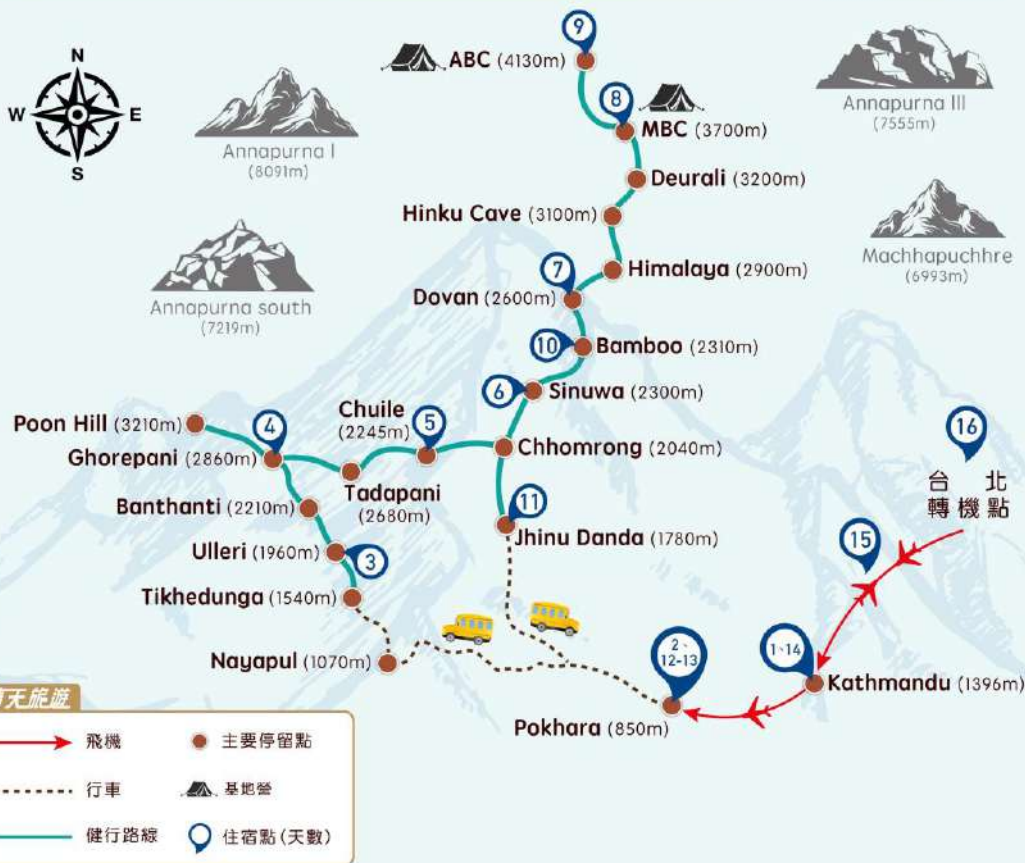 N
W E
S
Annapurna I
(8091m)
Annapurna south
(7219m)
Annapurna III
(7555m)
Machhapuchhre
(6993m)
9
ABC (4130m)
8
MBC (3700m)
Deurali (3200m)
Hinku Cave (3100m)
Himalaya (2900m)
7
Dovan (2600m)
10
Bamboo (2310m)
6
Sinuwa (2300m)
Poon Hill (3210m)
4
Ghorepani (2860m)
Chuile
(2245m)
5
Chhomrong (2040m)
Tadapani
(2680m)
Banthanti (2210m)
11
Jhinu Danda (1780m)
Ulleri (1960m)
3
Tikhedunga (1540m)
Nayapul (1070m)
16
台 北
轉機點
15
2、
12-13
Pokhara (850m)
1、14
Kathmandu (1396m)
天旅遊
飛機
主要停留點
行車
基地營
健行路線
住宿點(天數)